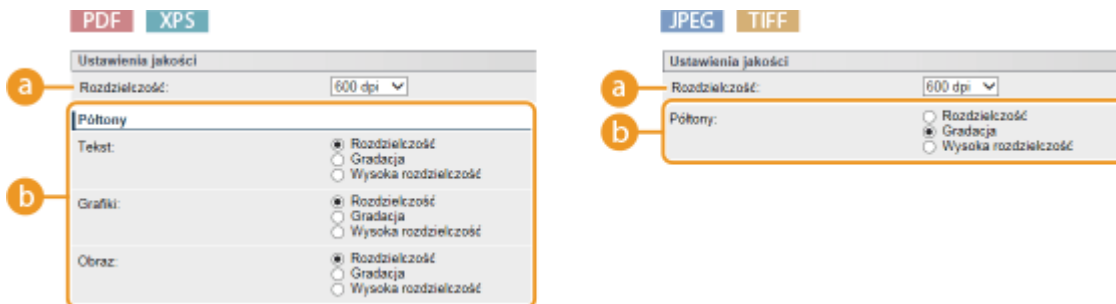 PDF XPS
Ustawienia jakości
a
Rozdzielczość: 600 dpi
Półtony
b
Tekst: Rozdzielczość
Gradacja
Wysoka rozdzielczość
Grafiki: Rozdzielczość
Gradacja
Wysoka rozdzielczość
Obraz: Rozdzielczość
Gradacja
Wysoka rozdzielczość
JPEG TIFF
Ustawienia jakości
a
Rozdzielczość: 600 dpi
b
Półtony: Rozdzielczość
Gradacja
Wysoka rozdzielczość